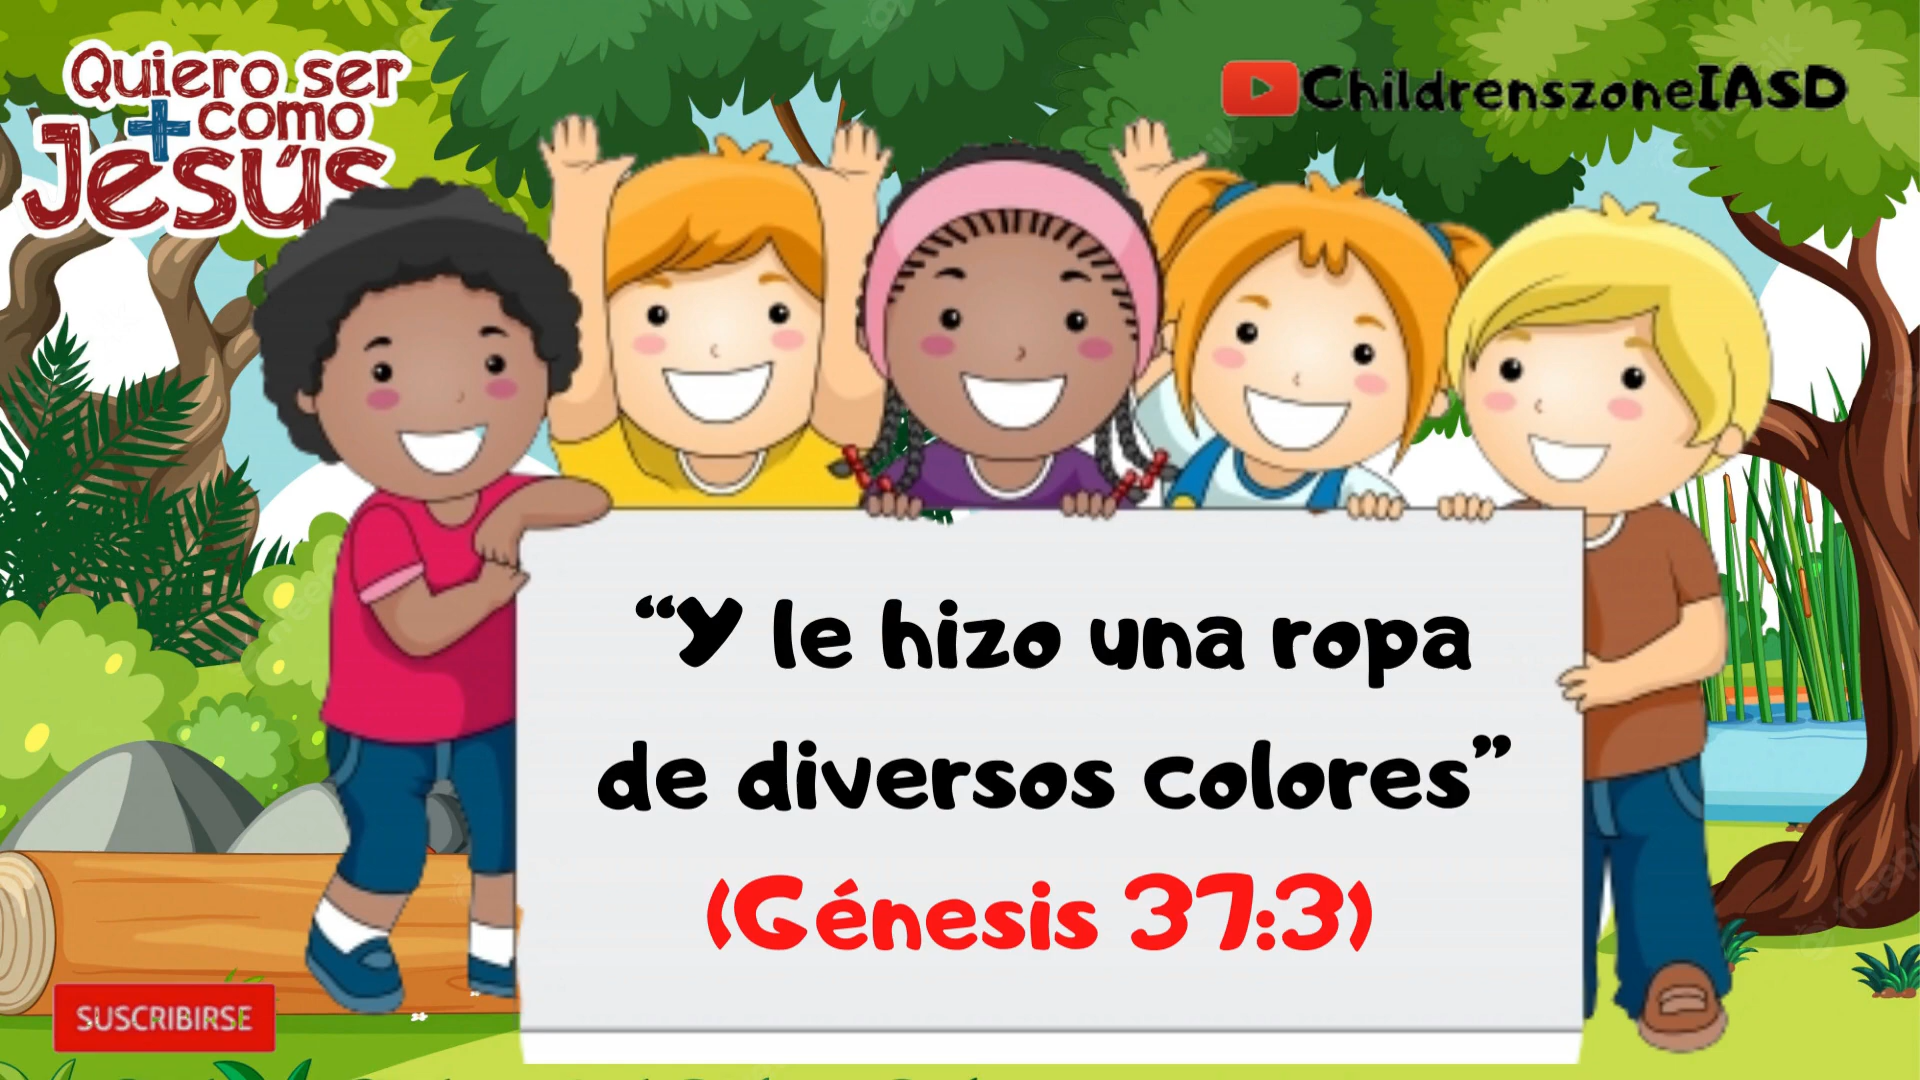 Quiero ser
+ como
Jesús
ChildrenszoneIASD
“Y le hizo una ropa
de diversos colores”
(Génesis 37:3)
SUSCRIBIRSE